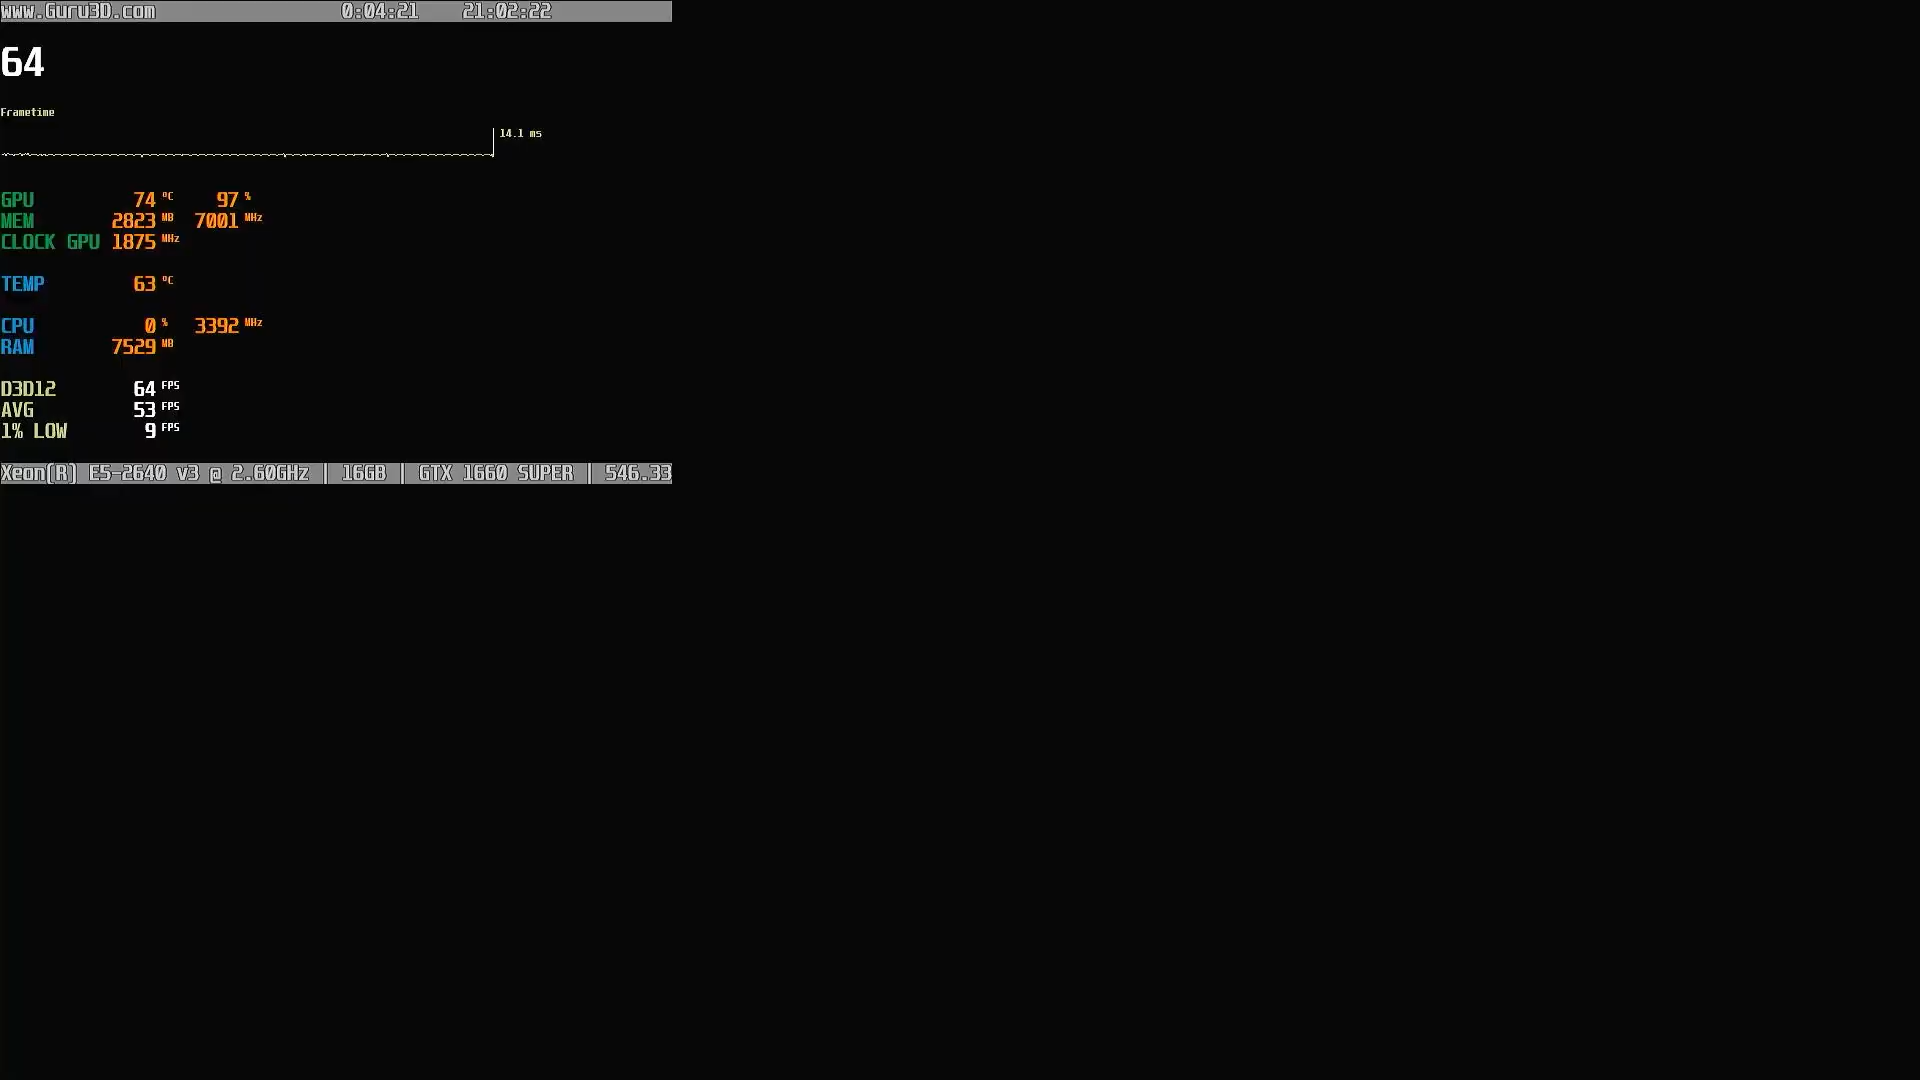 www.Guru3D.com 0:04:21 21:02:22
64
Frametime
14.1 ms
GPU 74 °C 97 %
MEM 2823 MB 7001 MHz
CLOCK GPU 1875 MHz
TEMP 63 °C
CPU 0 % 3392 MHz
RAM 7529 MB
D3D12 64 FPS
AVG 53 FPS
1% LOW 9 FPS
Xeon(R) E5-2640 v3 @ 2.60GHz | 16GB | GTX 1660 SUPER | 546.33